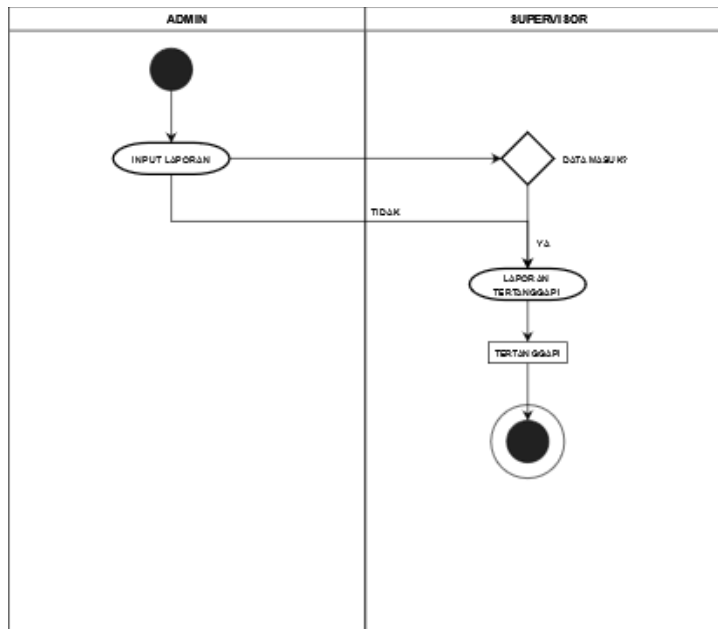 ADMIN
SUPERVISOR
INPUT LAPORAN
DATA MASUK?
TIDAK
YA
LAPORAN
TERTANGGAPI
TERTANGGAPI